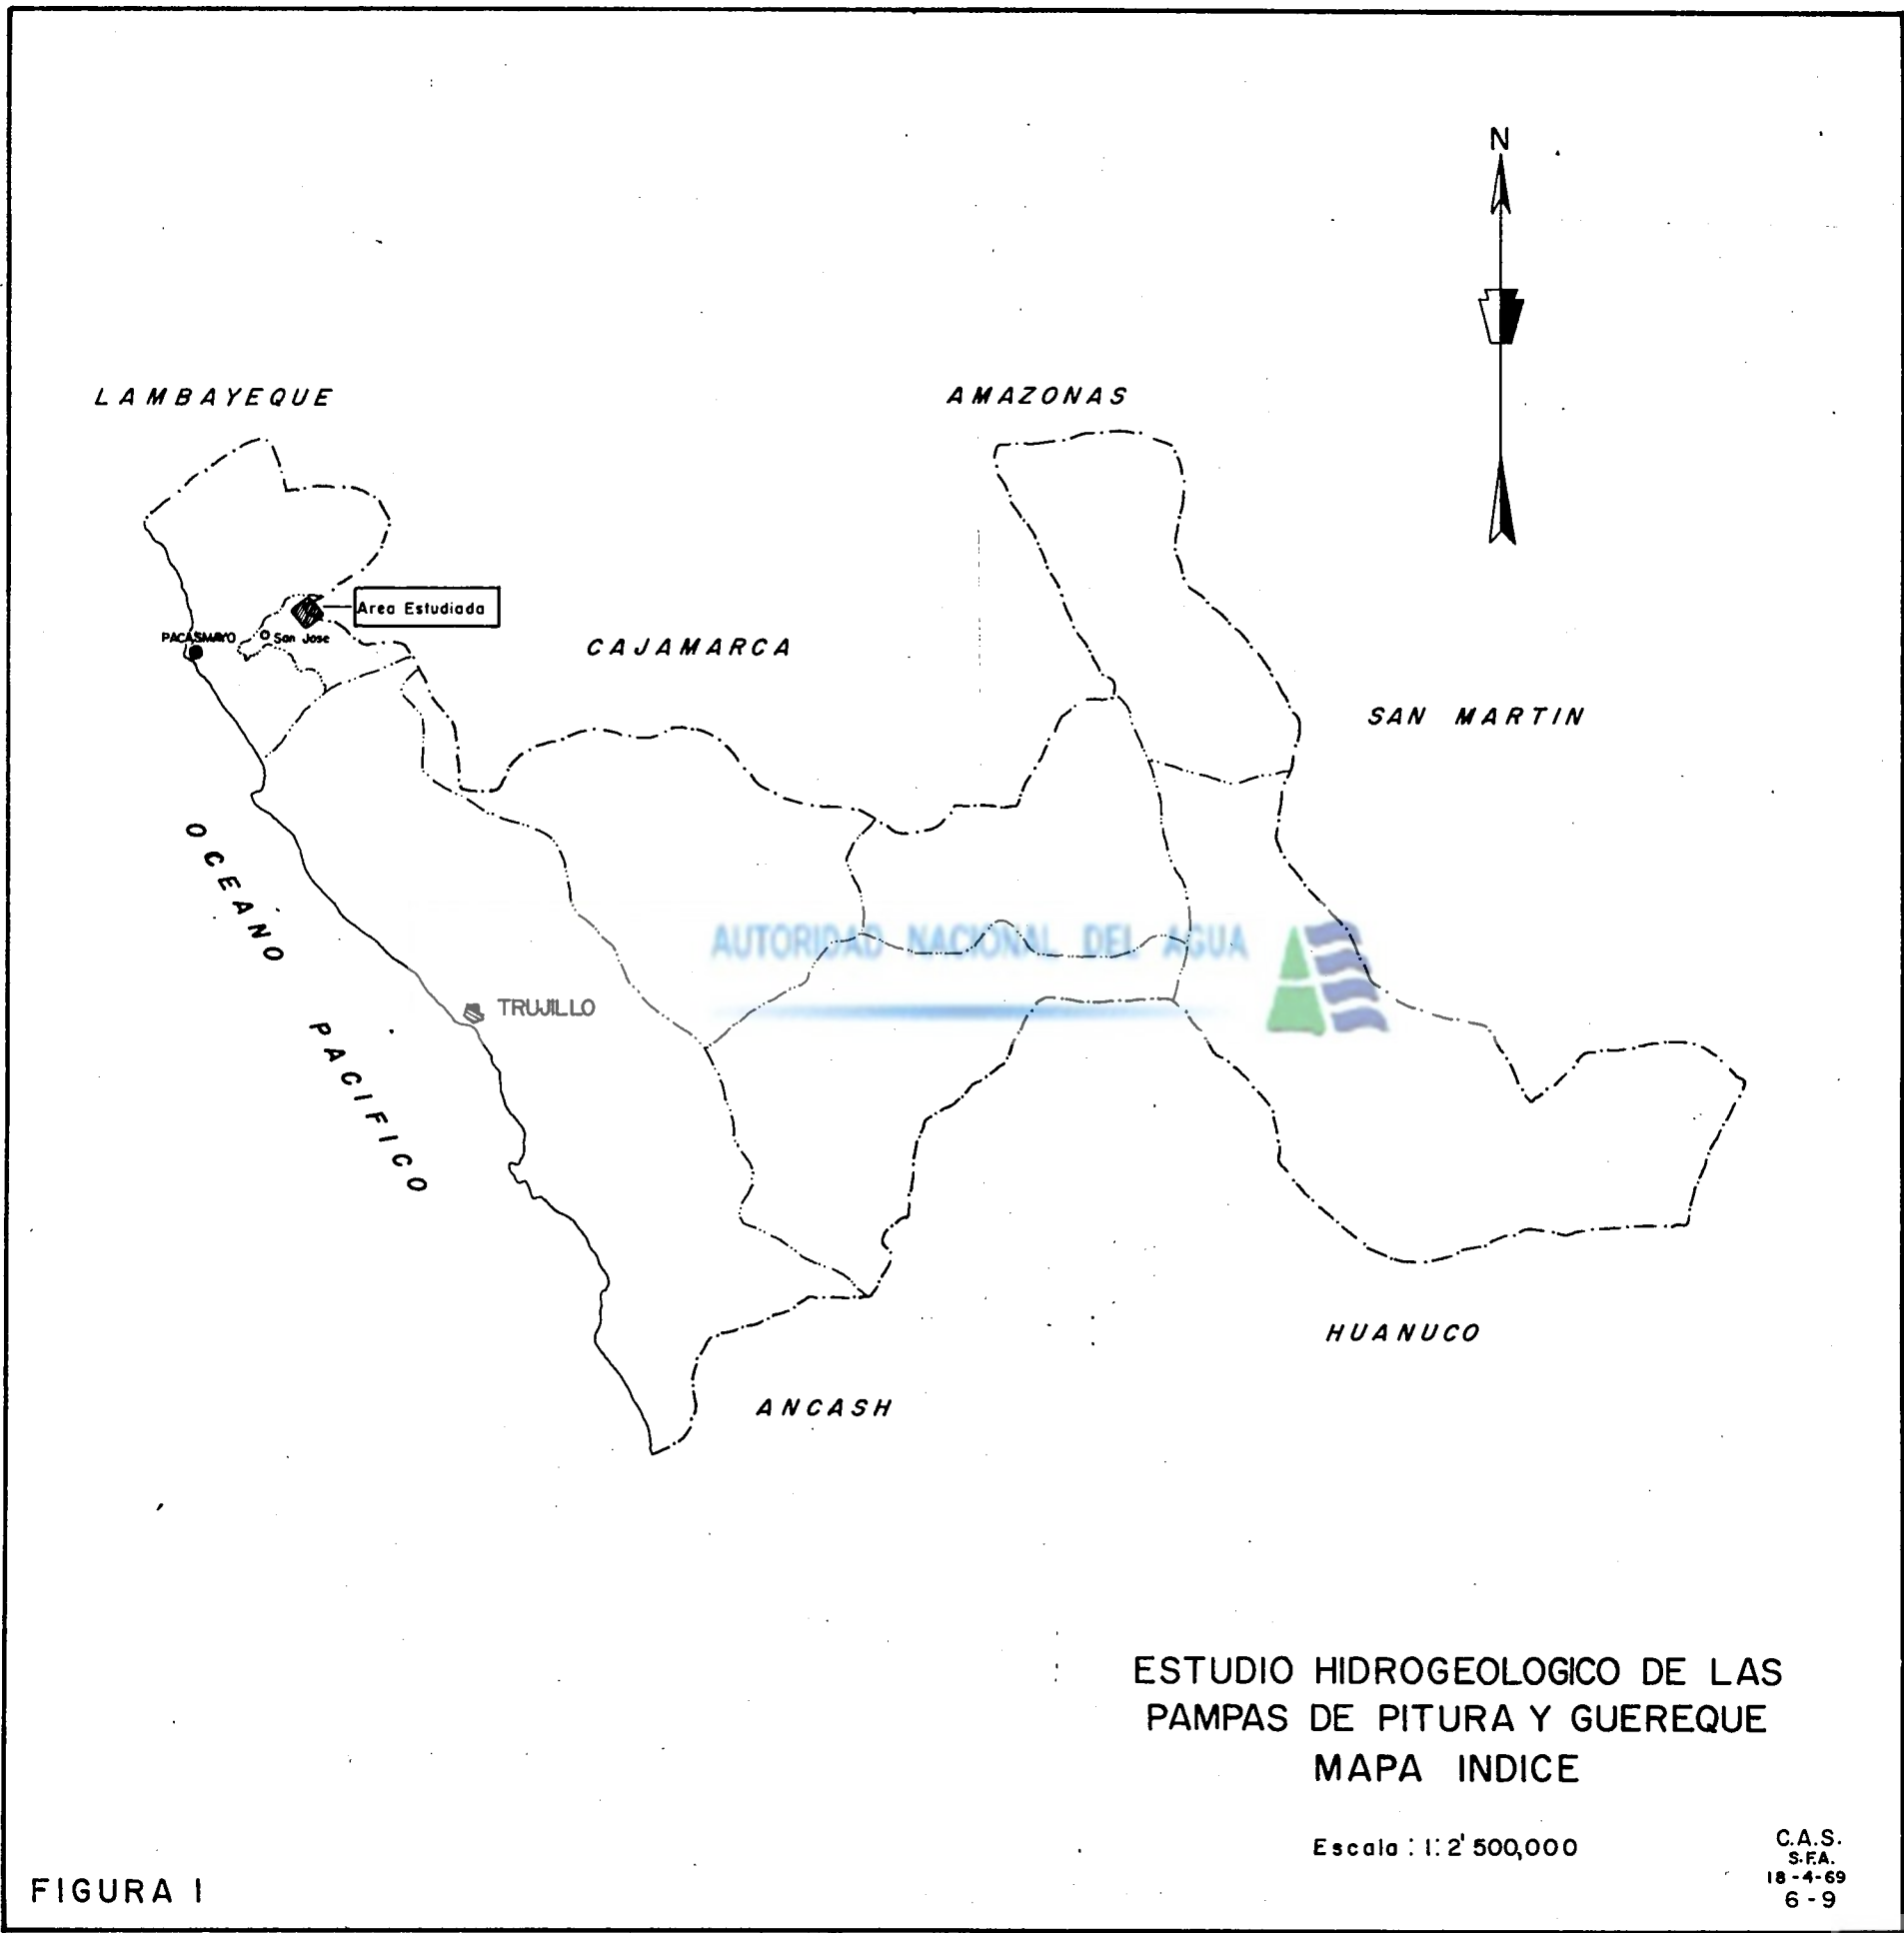 N
LAMBAYEQUE
AMAZONAS
Area Estudiada
PACASMAYO
San Jose
CAJAMARCA
SAN MARTIN
OCEANO PACIFICO
AUTORIDAD NACIONAL DEL AGUA
TRUJILLO
HUANUCO
ANCASH
ESTUDIO HIDROGEOLOGICO DE LAS
PAMPAS DE PITURA Y GUEREQUE
MAPA INDICE
Escala : 1: 2' 500,000
C.A.S.
S.F.A.
18-4-69
6-9
FIGURA I